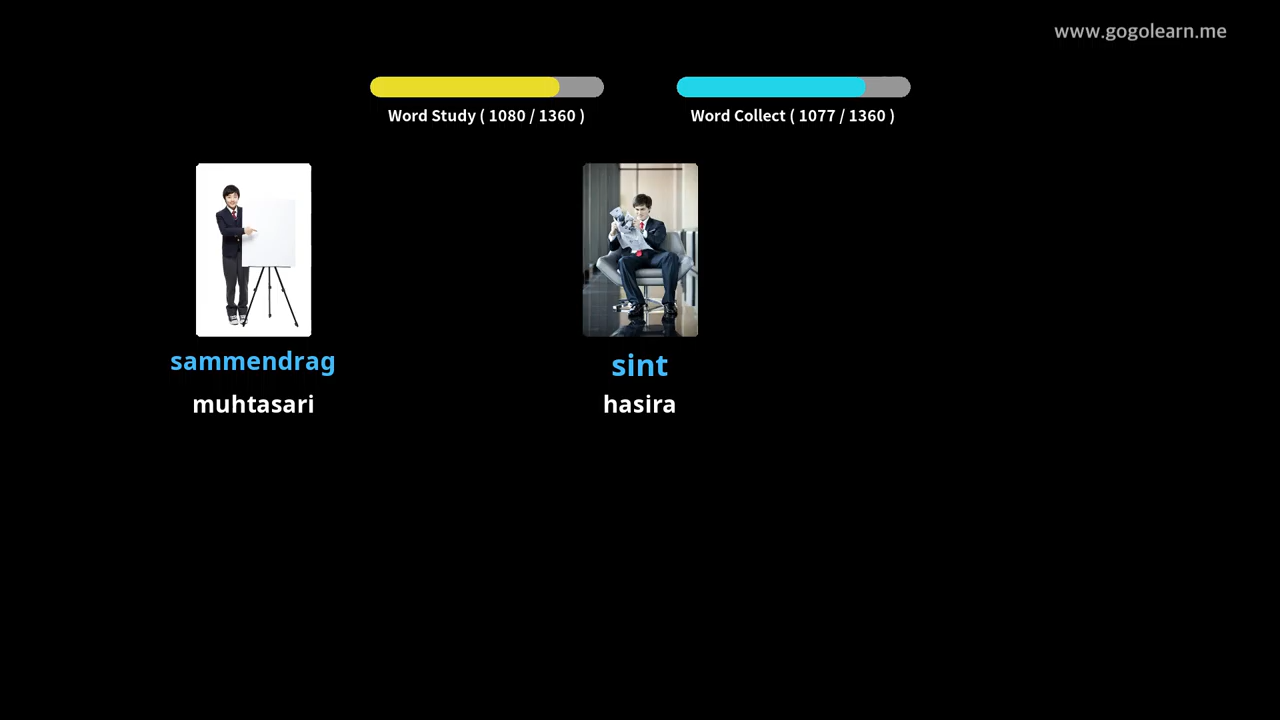 www.gogolearn.me
Word Study ( 1080 / 1360 )
Word Collect ( 1077 / 1360 )
sammendrag
muhtasari
sint
hasira